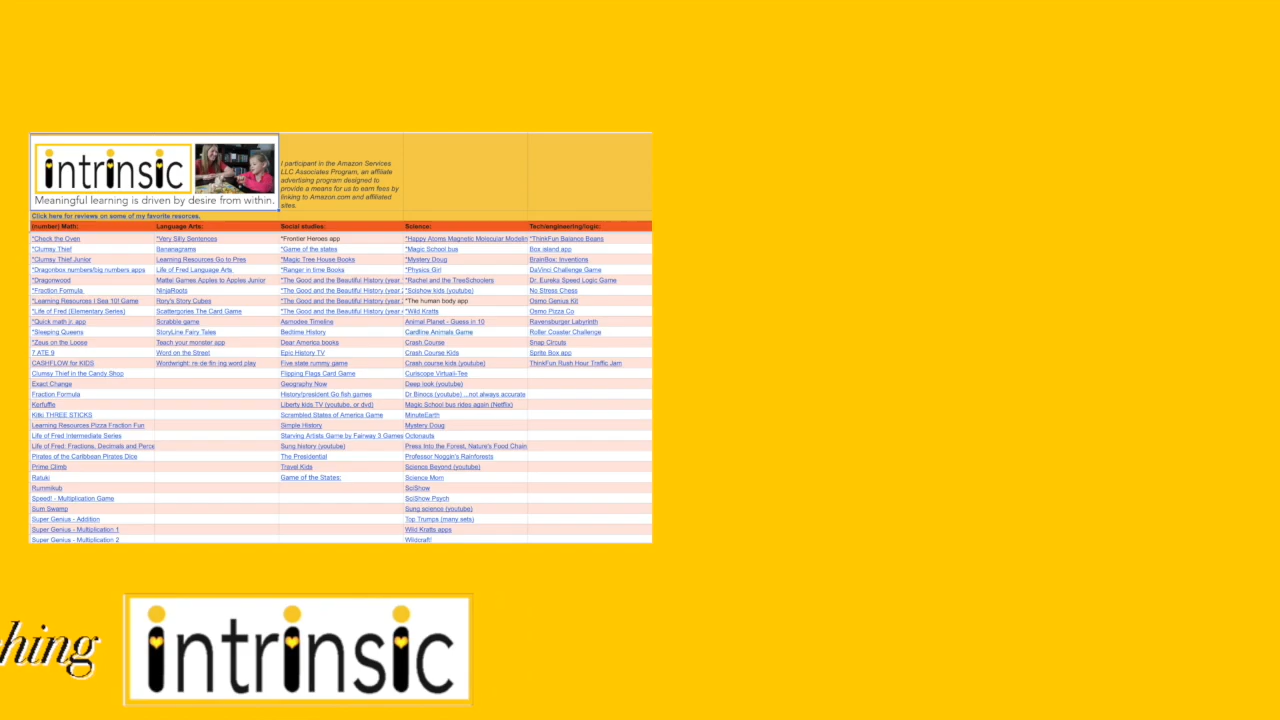 intrinsic
Meaningful learning is driven by desire from within.
I participant in the Amazon Services
LLC Associates Program, an affiliate
advertising program designed to
provide a means for us to earn fees by
linking to Amazon.com and affiliated
sites.
Click here for reviews on some of my favorite resorces.
(number) Math: Language Arts: Social studies: Science: Tech/engineering/logic:
*Check the Oven *Very Silly Sentences *Frontier Heroes app *Happy Atoms Magnetic Molecular Modelin *ThinkFun Balance Beans
*Clumsy Thief Bananagrams *Game of the states *Magic School bus Box island app
*Clumsy Thief Junior Learning Resources Go to Pres *Magic Tree House Books *Mystery Doug BrainBox: Inventions
*Dragonbox numbers/big numbers apps Life of Fred Language Arts *Ranger in time Books *Physics Girl DaVinci Challenge Game
*Dragonwood Mattel Games Apples to Apples Junior *The Good and the Beautiful History (year *Rachel and the TreeSchoolers Dr. Eureka Speed Logic Game
*Fraction Formula NinjaRoots *The Good and the Beautiful History (year 2 *Scishow kids (youtube) No Stress Chess
*Learning Resources I Sea 10! Game Rory's Story Cubes *The Good and the Beautiful History (year 3 *The human body app Osmo Genius Kit
*Life of Fred (Elementary Series) Scattergories The Card Game *The Good and the Beautiful History (year 4 *Wild Kratts Osmo Pizza Co
*Quick math jr. app Scrabble game Asmodee Timeline Animal Planet - Guess in 10 Ravensburger Labyrinth
*Sleeping Queens StoryLine Fairy Tales Bedtime History Cardline Animals Game Roller Coaster Challenge
*Zeus on the Loose Teach your monster app Dear America books Crash Course Snap Circuts
7 ATE 9 Word on the Street Epic History TV Crash Course Kids Sprite Box app
CASHFLOW for KIDS Wordwright: re de fin ing word play Five state rummy game Crash course kids (youtube) ThinkFun Rush Hour Traffic Jam
Clumsy Thief in the Candy Shop Flipping Flags Card Game Curiscope Virtuali-Tee
Exact Change Geography Now Deep look (youtube)
Fraction Formula History/president Go fish games Dr Binocs (youtube) ...not always accurate
Kerfuffle Liberty kids TV (youtube, or dvd) Magic School bus rides again (Netflix)
Kitki THREE STICKS Scrambled States of America Game MinuteEarth
Learning Resources Pizza Fraction Fun Simple History Mystery Doug
Life of Fred Intermediate Series Starving Artists Game by Fairway 3 Games Octonauts
Life of Fred: Fractions, Decimals and Perce Sung history (youtube) Press Into the Forest, Nature's Food Chain
Pirates of the Caribbean Pirates Dice The Presidential Professor Noggin's Rainforests
Prime Climb Travel Kids Science Beyond (youtube)
Ratuki Game of the States: Science Mom
Rummikub SciShow
Speed! - Multiplication Game SciShow Psych
Sum Swamp Sung science (youtube)
Super Genius - Addition Top Trumps (many sets)
Super Genius - Multiplication 1 Wild Kratts apps
Super Genius - Multiplication 2 Wildcraft!
hing intrinsic